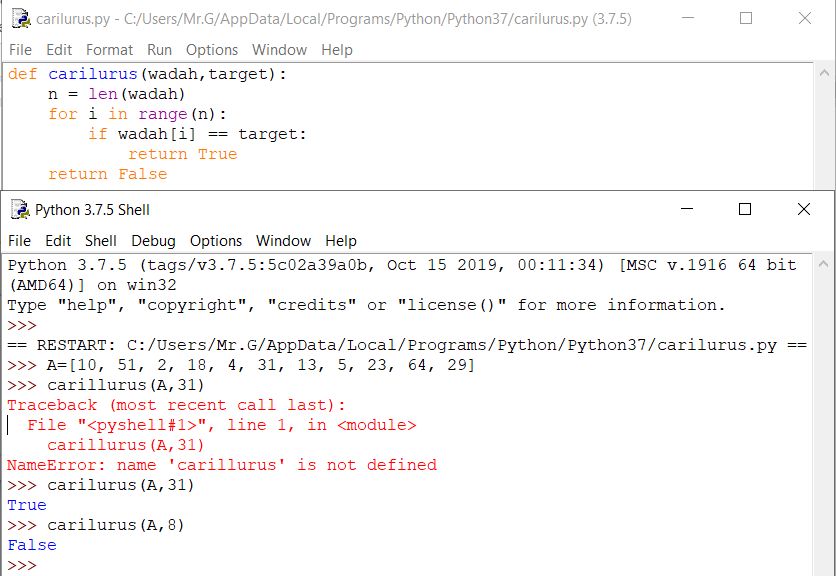 carilurus.py - C:/Users/Mr.G/AppData/Local/Programs/Python/Python37/carilurus.py (3.7.5)
File Edit Format Run Options Window Help
def carilurus(wadah,target):
    n = len(wadah)
    for i in range(n):
        if wadah[i] == target:
            return True
    return False
Python 3.7.5 Shell
File Edit Shell Debug Options Window Help
Python 3.7.5 (tags/v3.7.5:5c02a39a0b, Oct 15 2019, 00:11:34) [MSC v.1916 64 bit
(AMD64)] on win32
Type "help", "copyright", "credits" or "license()" for more information.
>>>
== RESTART: C:/Users/Mr.G/AppData/Local/Programs/Python/Python37/carilurus.py ==
>>> A=[10, 51, 2, 18, 4, 31, 13, 5, 23, 64, 29]
>>> carillurus(A,31)
Traceback (most recent call last):
  File "<pyshell#1>", line 1, in <module>
    carillurus(A,31)
NameError: name 'carillurus' is not defined
>>> carilurus(A,31)
True
>>> carilurus(A,8)
False
>>>